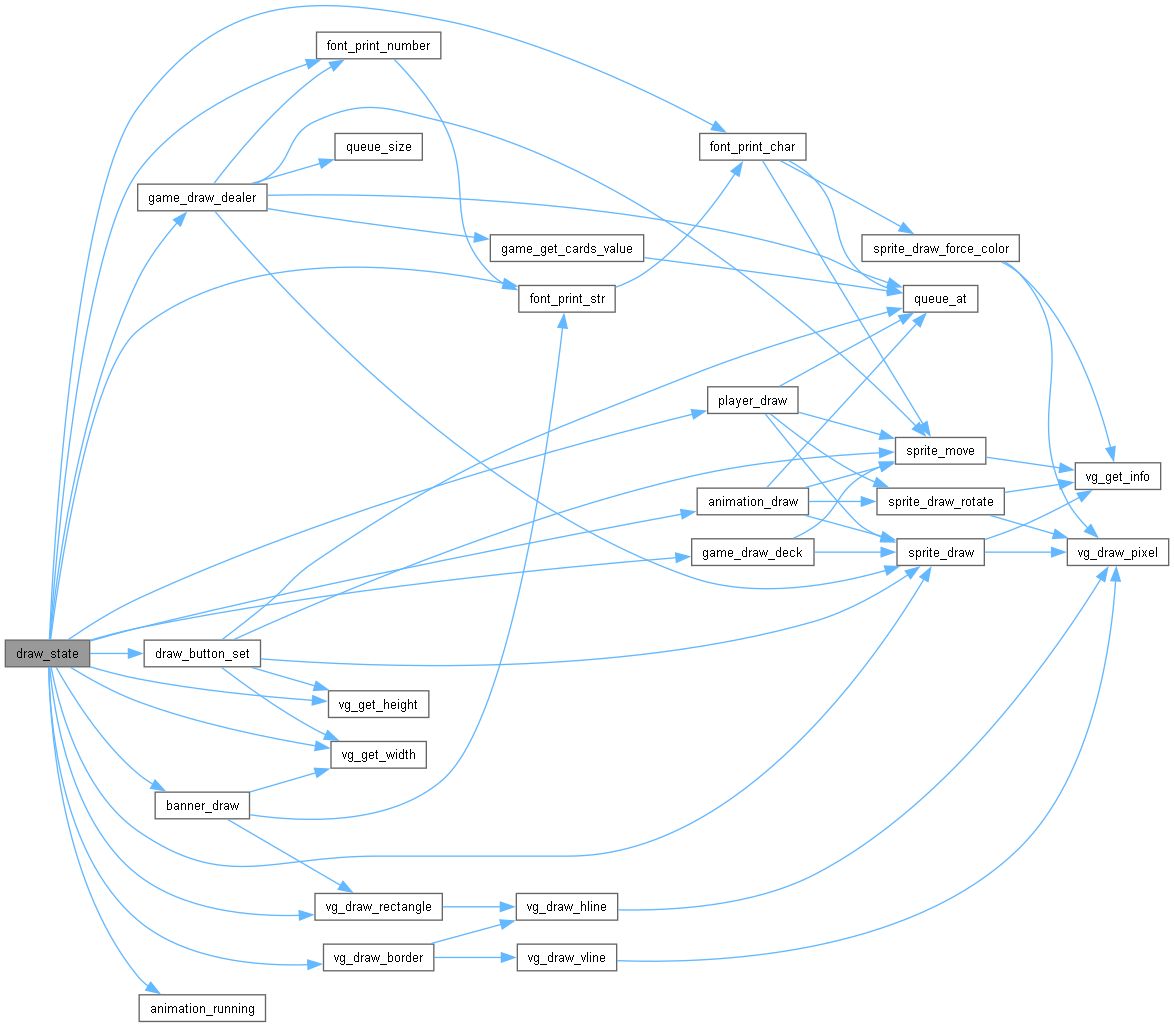 font_print_number
queue_size
font_print_char
game_draw_dealer
game_get_cards_value
sprite_draw_force_color
font_print_str
queue_at
player_draw
sprite_move
vg_get_info
animation_draw
sprite_draw_rotate
game_draw_deck
sprite_draw
vg_draw_pixel
draw_state
draw_button_set
vg_get_height
vg_get_width
banner_draw
vg_draw_rectangle
vg_draw_hline
vg_draw_border
vg_draw_vline
animation_running